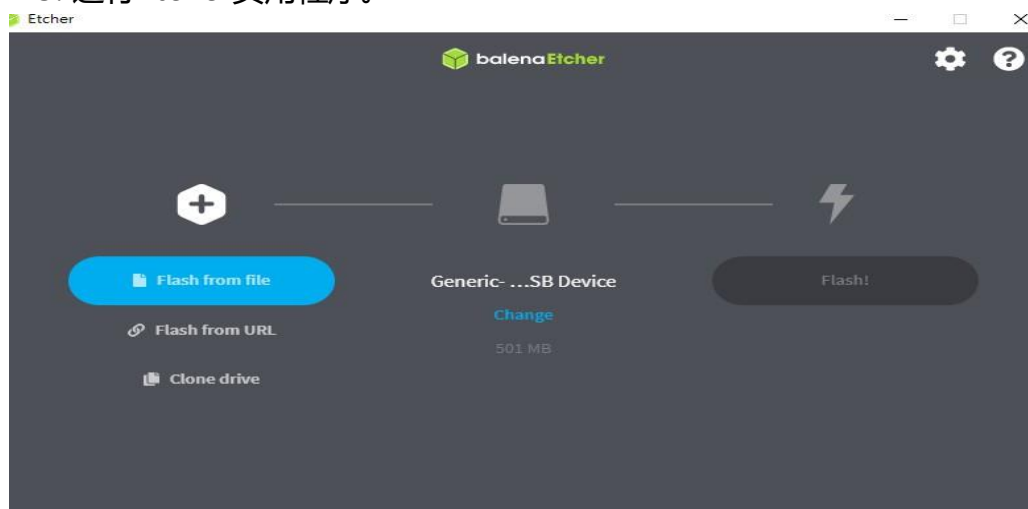 Etcher
balenaEtcher
Flash from file
Generic- ...SB Device
Flash!
Change
Flash from URL
501 MB
Clone drive